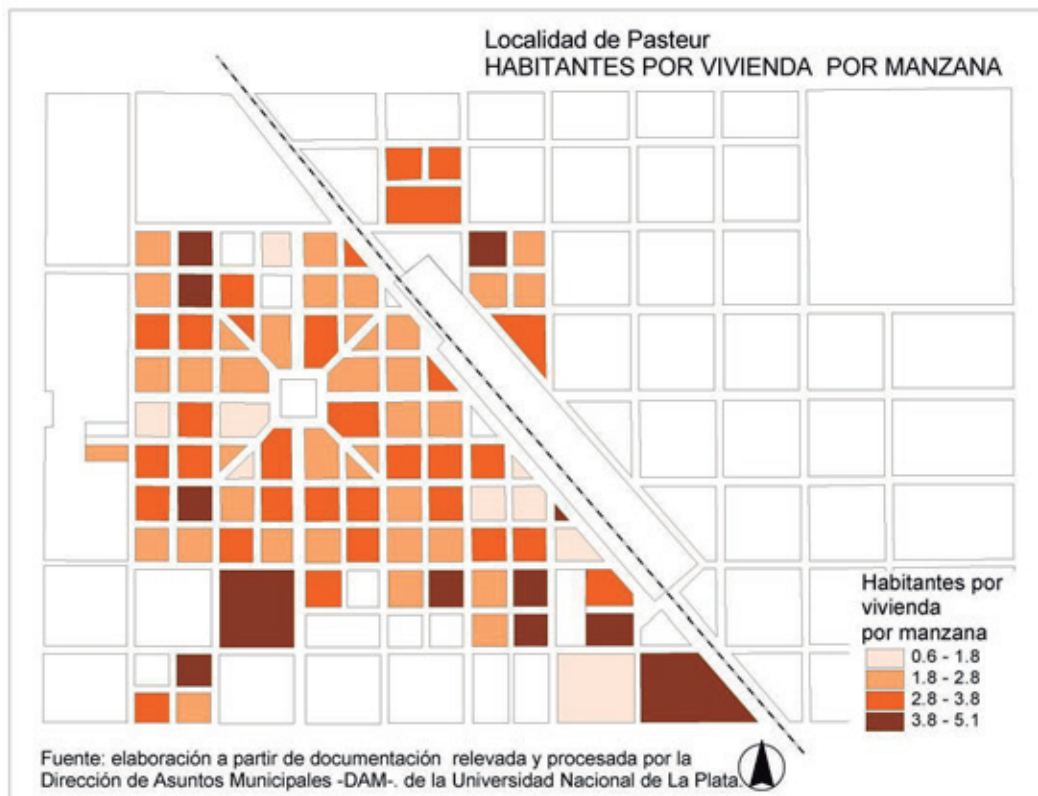 Localidad de Pasteur
HABITANTES POR VIVIENDA POR MANZANA
Habitantes por
vivienda
por manzana
0.6 - 1.8
1.8 - 2.8
2.8 - 3.8
3.8 - 5.1
Fuente: elaboración a partir de documentación relevada y procesada por la
Dirección de Asuntos Municipales -DAM-. de la Universidad Nacional de La Plata.